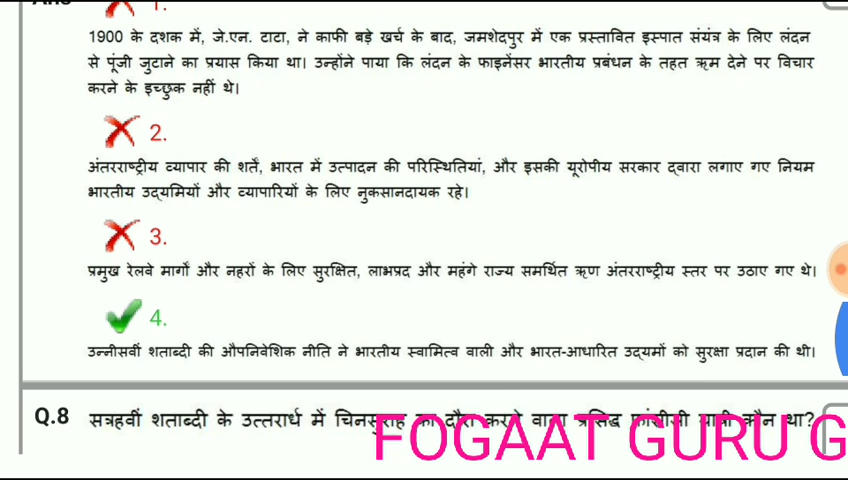 1.
1900 के दशक में, जे.एन. टाटा, ने काफी बड़े खर्च के बाद, जमशेदपुर में एक प्रस्तावित इस्पात संयंत्र के लिए लंदन
से पूंजी जुटाने का प्रयास किया था। उन्होंने पाया कि लंदन के फाइनेंसर भारतीय प्रबंधन के तहत ऋम देने पर विचार
करने के इच्छुक नहीं थे।
2.
अंतरराष्ट्रीय व्यापार की शर्तें, भारत में उत्पादन की परिस्थितियां, और इसकी यूरोपीय सरकार द्वारा लगाए गए नियम
भारतीय उद्यमियों और व्यापारियों के लिए नुकसानदायक रहे।
3.
प्रमुख रेलवे मार्गों और नहरों के लिए सुरक्षित, लाभप्रद और महंगे राज्य समर्थित ऋण अंतरराष्ट्रीय स्तर पर उठाए गए थे।
4.
उन्नीसवीं शताब्दी की औपनिवेशिक नीति ने भारतीय स्वामित्व वाली और भारत-आधारित उद्यमों को सुरक्षा प्रदान की थी।
Q.8 सत्रहवीं शताब्दी के उत्तरार्ध में चिनसुराह का दौरा करने वाला प्रसिद्ध फ्रांसीसी यात्री कौन था?
FOGAAT GURU G